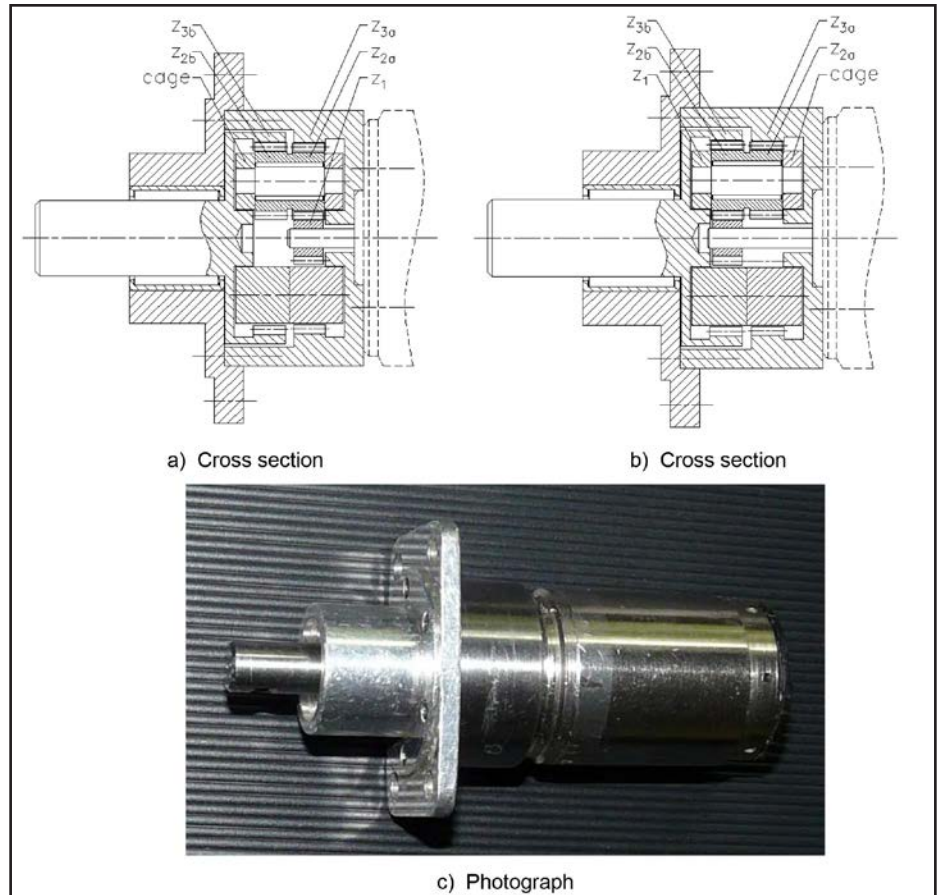 z3b
z2b
cage
z3a
z2a
z1
z3b
z2b
z1
z3a
z2a
cage
a) Cross section
b) Cross section
c) Photograph